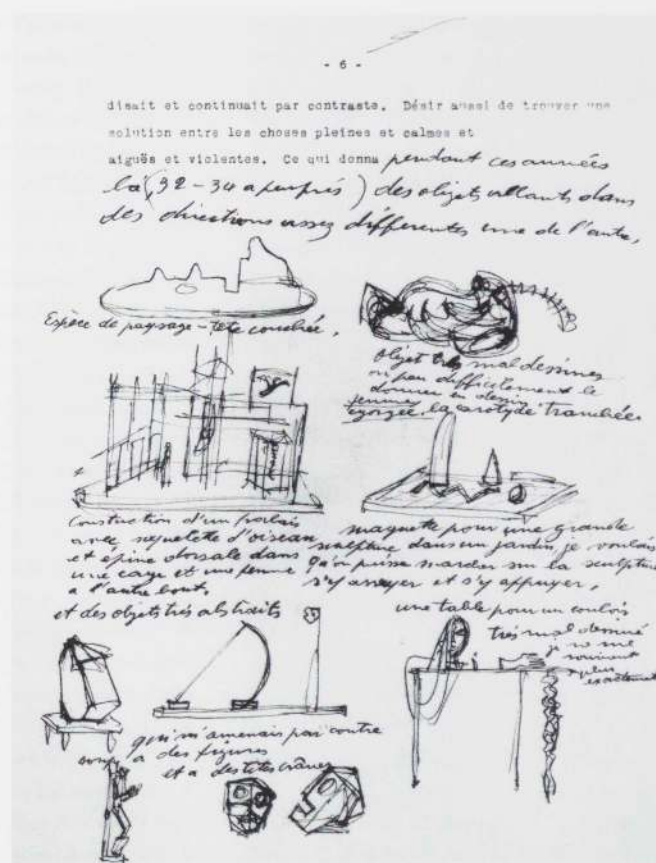 - 6 -
disait et continuait par contraste. Désir aussi de trouver une
solution entre les choses pleines et calmes et
aiguës et violentes. Ce qui donna pendant ces années
là (32-34 a peu près) des objets allants dans
des directions assez différentes une de l'autre,
Espèce de paysage - tête couchée.
objet très mal dessiné
on peu difficilement le
donner en dessin
femme
egorgée la carotyde tranchée.
Construction d'un palais
avec squelette d'oiseau
et épine dorsale dans
une cage et une femme
a l'autre bout.
maquette pour une grande
sculpture dans un jardin, je voulais
qu'on puisse marcher sur la sculpture
s'y asseyer et s'y appuyer,
et des objets très abstraits
une table pour un couloir
très mal dessiné
je ne me
souviens
plus
exactement
qui m'amenais par contre
a des figures
et a des têtes crânes